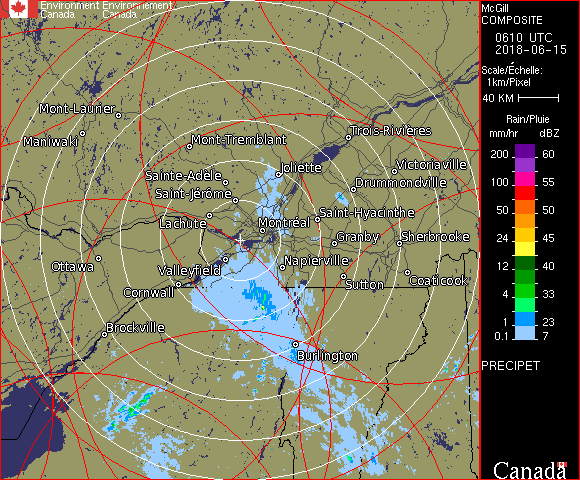 Environment Environnement
Canada Canada
McGill
COMPOSITE
0610 UTC
2018-06-15
Scale/Échelle:
1km/Pixel
40 KM
Rain/Pluie
mm/hr dBZ
200 60
100 55
50 50
24 45
12 40
4 33
1 23
0.1 7
PRECIPET
Canada
Mont-Laurier
Maniwaki
Mont-Tremblant
Trois-Rivières
Joliette
Victoriaville
Sainte-Adèle
Drummondville
Saint-Jérôme
Saint-Hyacinthe
Lachute
Montréal
Granby
Sherbrooke
Ottawa
Valleyfield
Napierville
Cornwall
Sutton
Coaticook
Brockville
Burlington